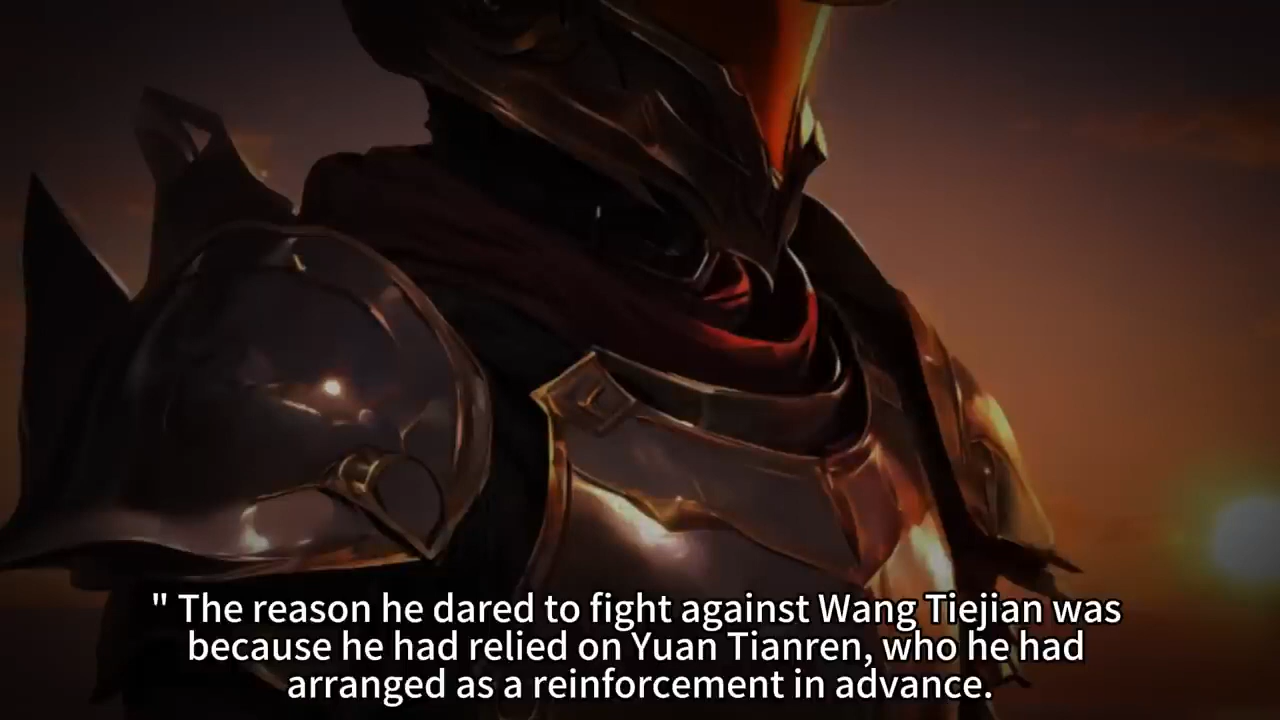 " The reason he dared to fight against Wang Tiejian was
because he had relied on Yuan Tianren, who he had
arranged as a reinforcement in advance.